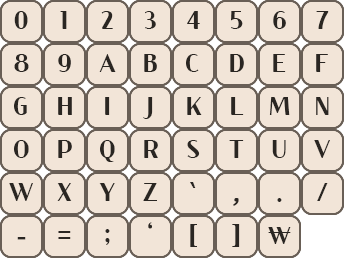 0 1 2 3 4 5 6 7
8 9 A B C D E F
G H I J K L M N
O P Q R S T U V
W X Y Z ` , . /
- = ; ‘ [ ] ₩